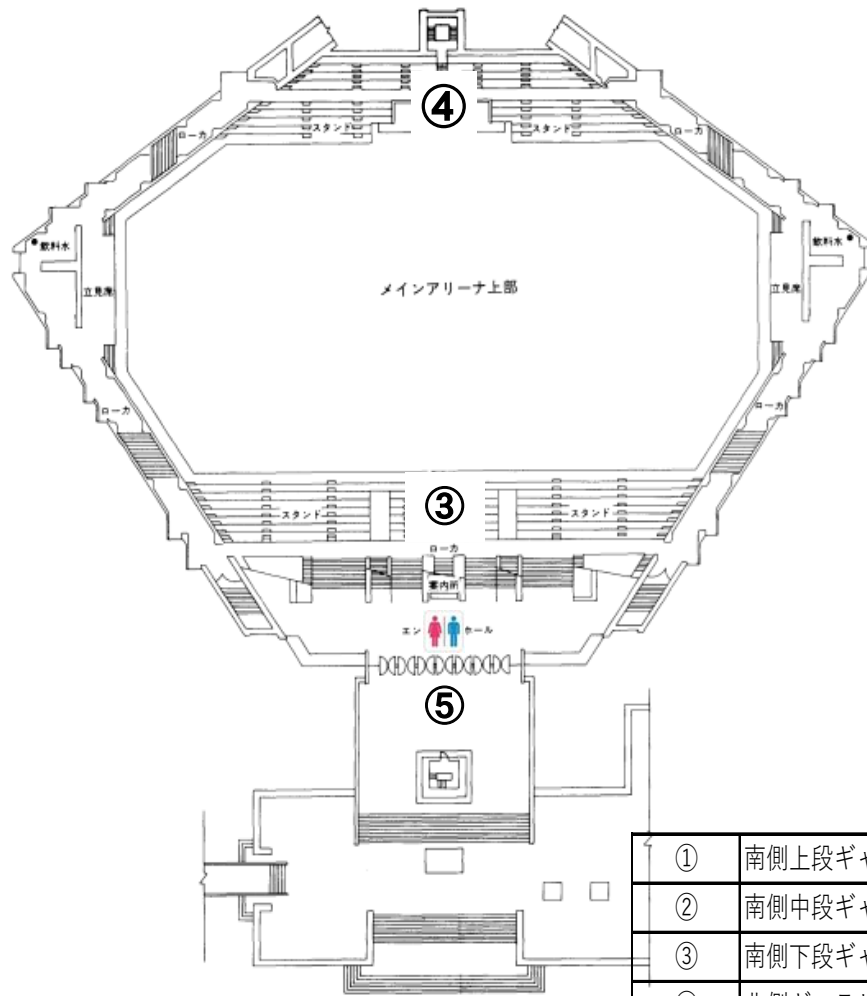 ④
ローカ
スタンド
スタンド
ローカ
飲料水
飲料水
立見席
メインアリーナ上部
立見席
ローカ
ローカ
スタンド
③
スタンド
ローカ
案内所
エン ホール
⑤
① 南側上段ギャ
② 南側中段ギャ
③ 南側下段ギャ